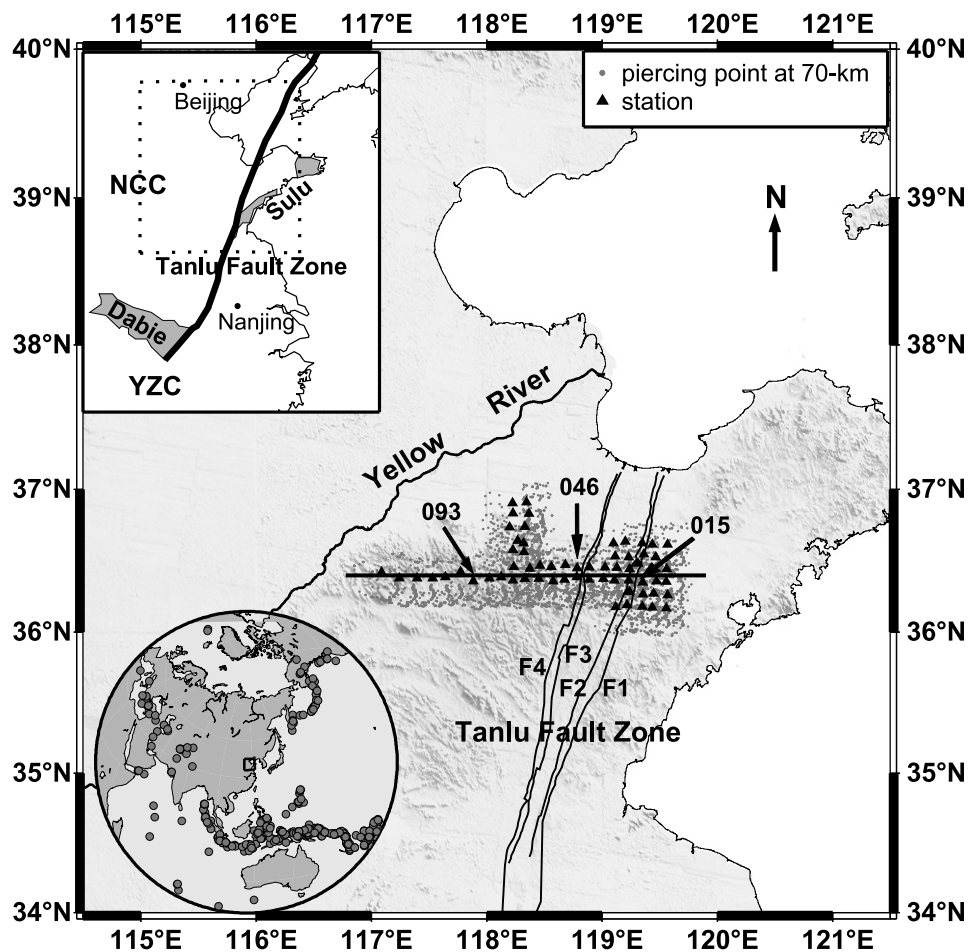 115°E 116°E 117°E 118°E 119°E 120°E 121°E
40°N 40°N
piercing point at 70-km
station
Beijing
NCC
Sulu
Tanlu Fault Zone
Dabie
Nanjing
YZC
39°N 39°N
N
38°N 38°N
Yellow River
37°N 37°N
093 046 015
36°N 36°N
F4 F3 F2 F1
Tanlu Fault Zone
35°N 35°N
34°N 34°N
115°E 116°E 117°E 118°E 119°E 120°E 121°E